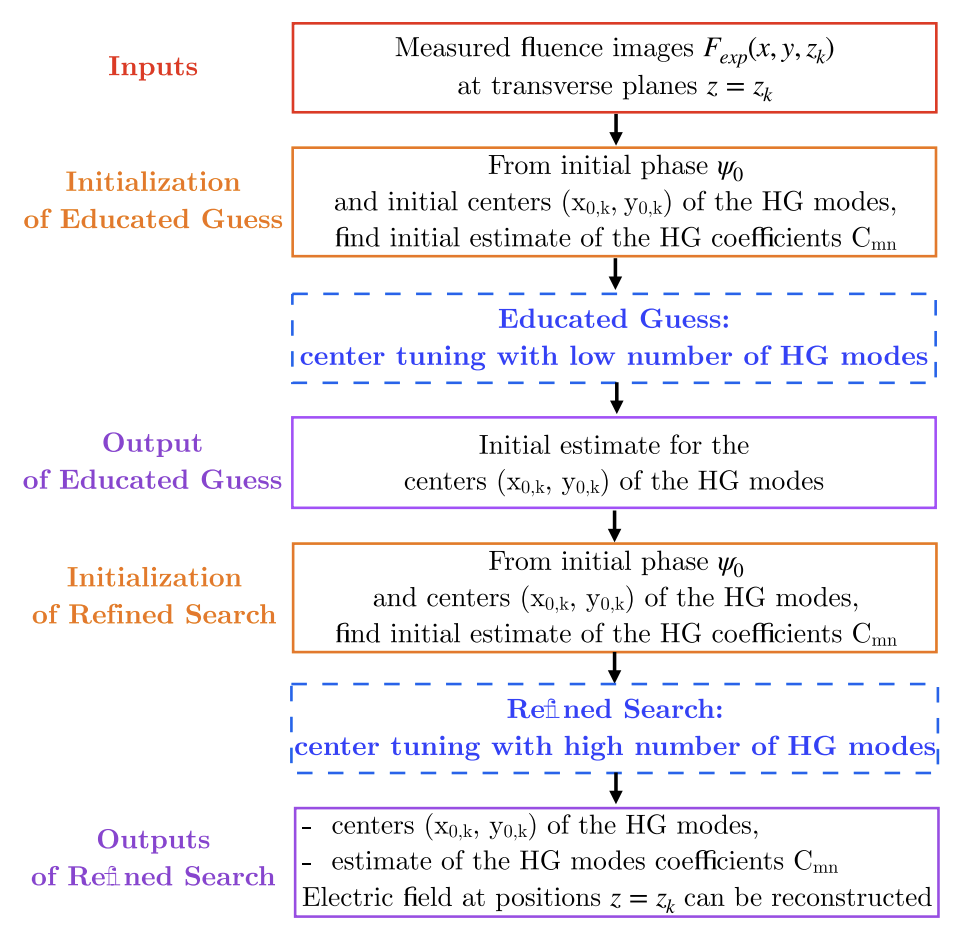 Inputs
Measured fluence images F_exp(x, y, z_k)
at transverse planes z = z_k
Initialization
of Educated Guess
From initial phase ψ_0
and initial centers (x_0,k, y_0,k) of the HG modes,
find initial estimate of the HG coefficients C_mn
Educated Guess:
center tuning with low number of HG modes
Output
of Educated Guess
Initial estimate for the
centers (x_0,k, y_0,k) of the HG modes
Initialization
of Refined Search
From initial phase ψ_0
and centers (x_0,k, y_0,k) of the HG modes,
find initial estimate of the HG coefficients C_mn
Refined Search:
center tuning with high number of HG modes
Outputs
of Refined Search
– centers (x_0,k, y_0,k) of the HG modes,
– estimate of the HG modes coefficients C_mn
Electric field at positions z = z_k can be reconstructed